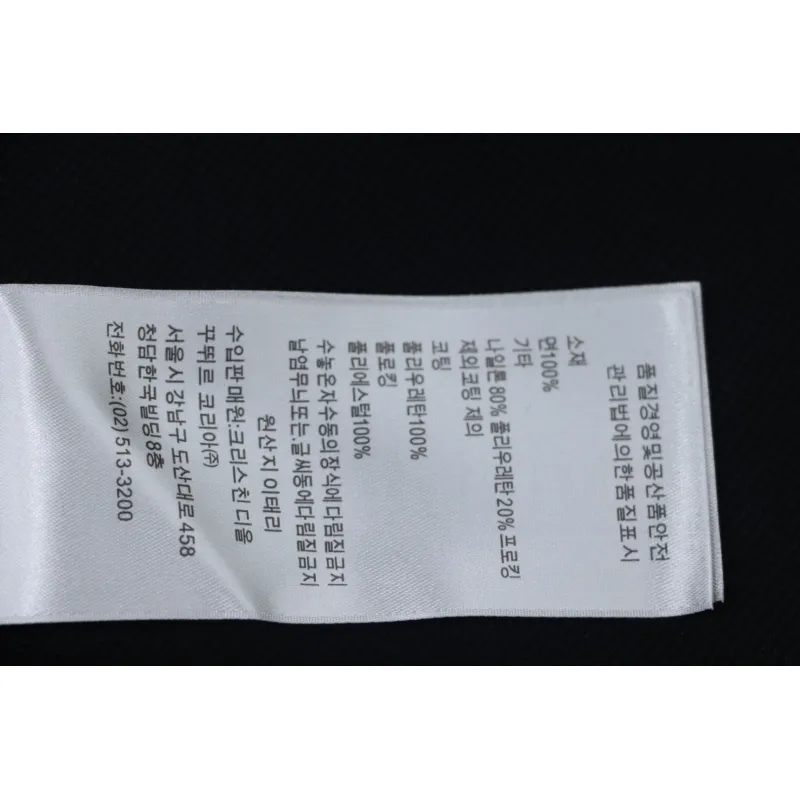 품질경영및공산품안전
관리법에의한품질표시
소재
면100%
기타
나일론80% 폴리우레탄20%프로킹
제외코팅제외
코팅
폴리우레탄100%
플로킹
폴리에스털100%
수놓은자수동의장식에다림질금지
날염무늬또는.글씨동에다림질금지
원산지 이태리
수입판매원:크리스친 디올
꾸뛰르 코리아㈜
서울시 강남구 도산대로 458
청담한국빌딩8층
전화번호:(02)513-3200